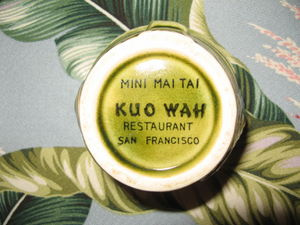 MINI MAI TAI
KUO WAH
RESTAURANT
SAN FRANCISCO